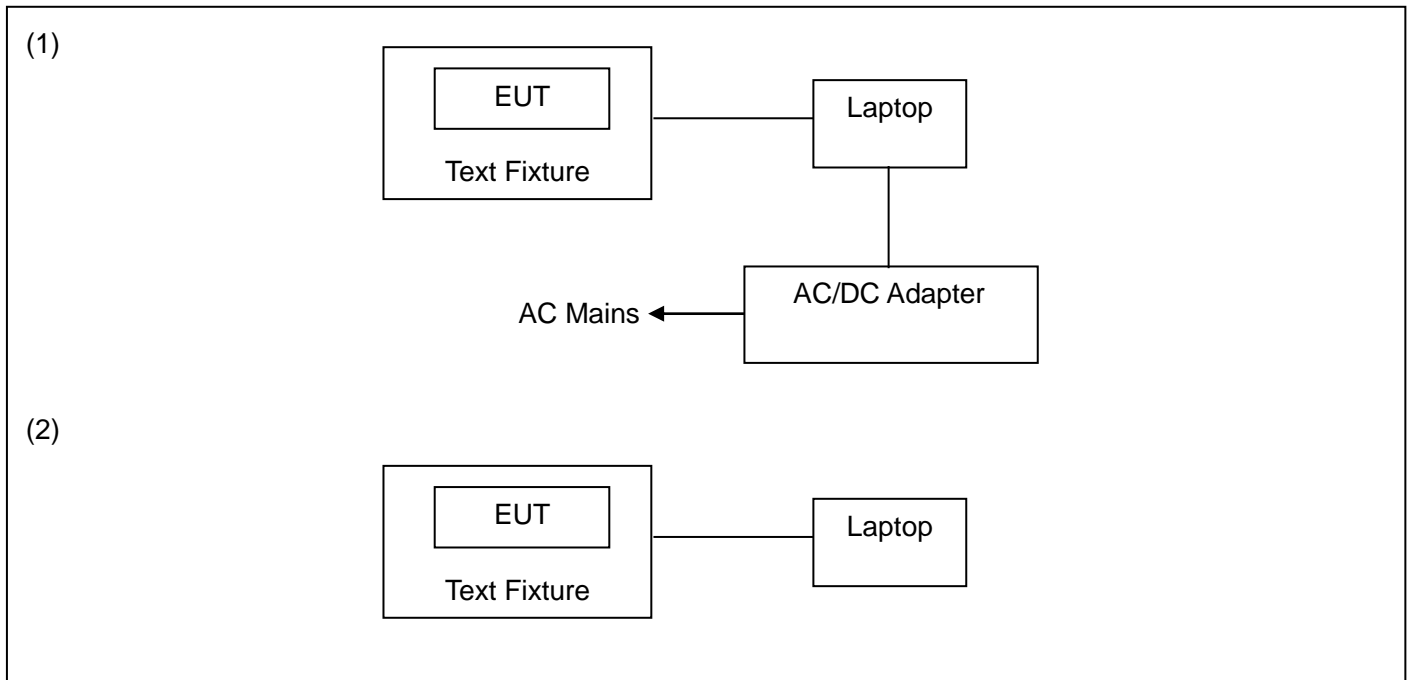 (1)
EUT
Laptop
Text Fixture
AC/DC Adapter
AC Mains
(2)
EUT
Laptop
Text Fixture